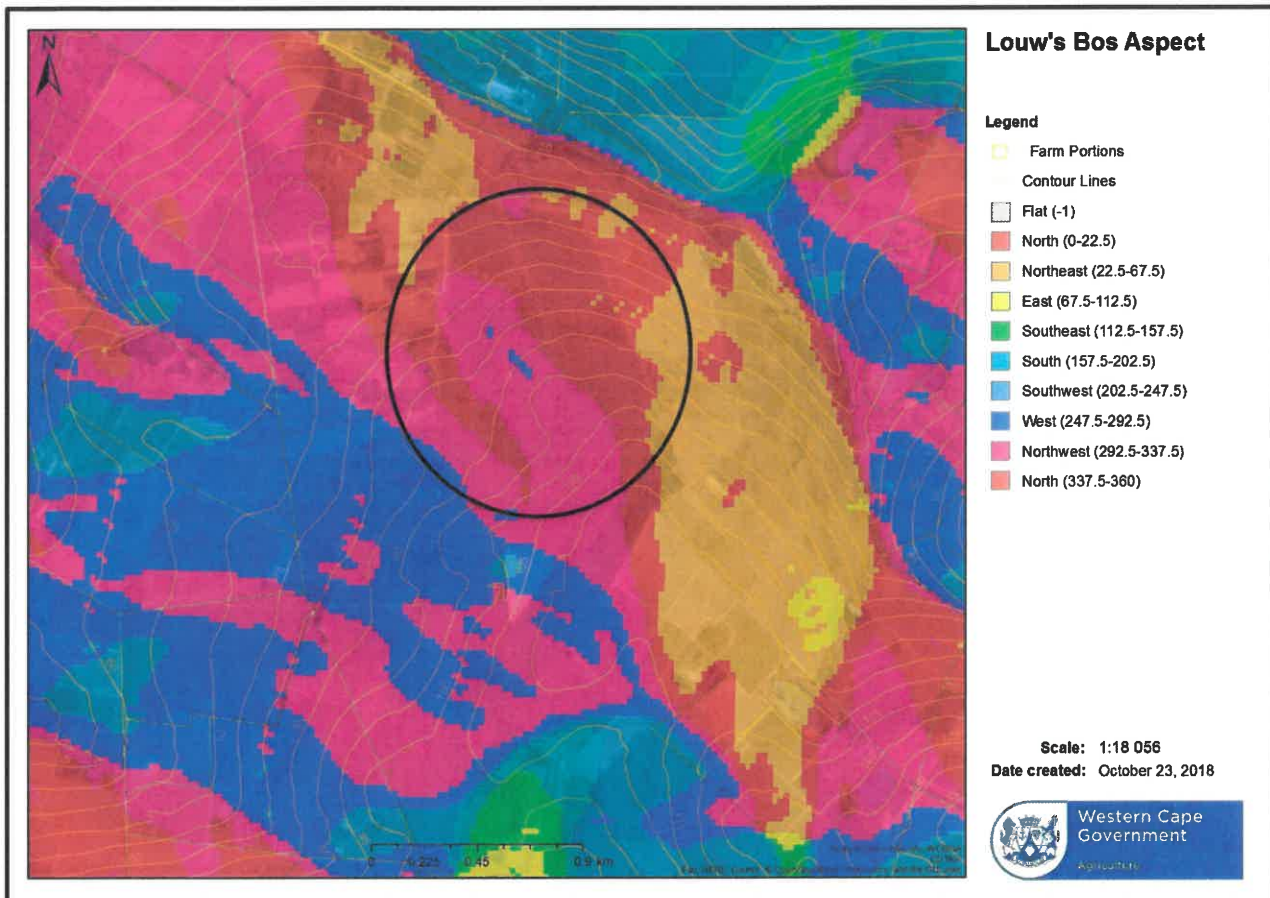 Louw's Bos Aspect
N
Legend
Farm Portions
Contour Lines
Flat (-1)
North (0-22.5)
Northeast (22.5-67.5)
East (67.5-112.5)
Southeast (112.5-157.5)
South (157.5-202.5)
Southwest (202.5-247.5)
West (247.5-292.5)
Northwest (292.5-337.5)
North (337.5-360)
Scale: 1:18 056
Date created: October 23, 2018
Western Cape
Government
Agriculture
0 0.225 0.45 0.9 km